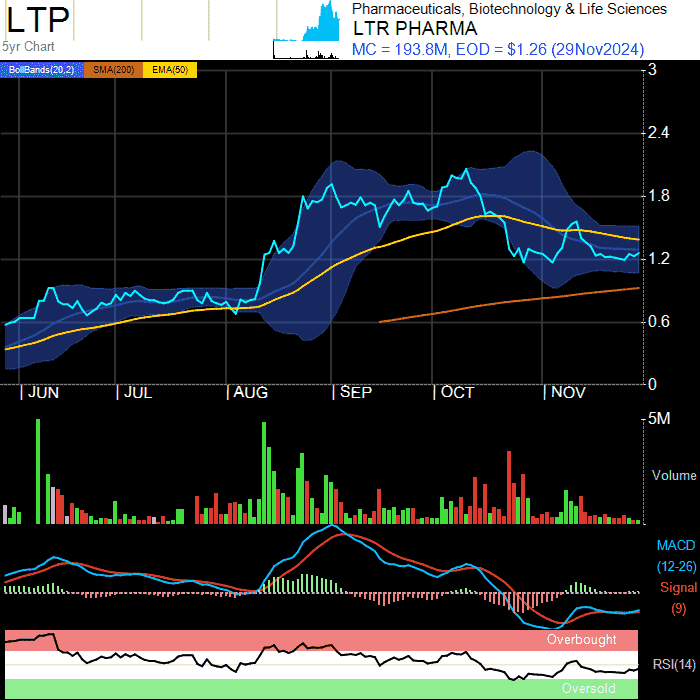 LTP
5yr Chart
Pharmaceuticals, Biotechnology & Life Sciences
LTR PHARMA
MC = 193.8M, EOD = $1.26 (29Nov2024)
BollBands(20,2) SMA(200) EMA(50)
3
2.4
1.8
1.2
0.6
0
| JUN | JUL | AUG | SEP | OCT | NOV
5M
Volume
MACD
(12-26)
Signal
(9)
Overbought
RSI(14)
Oversold